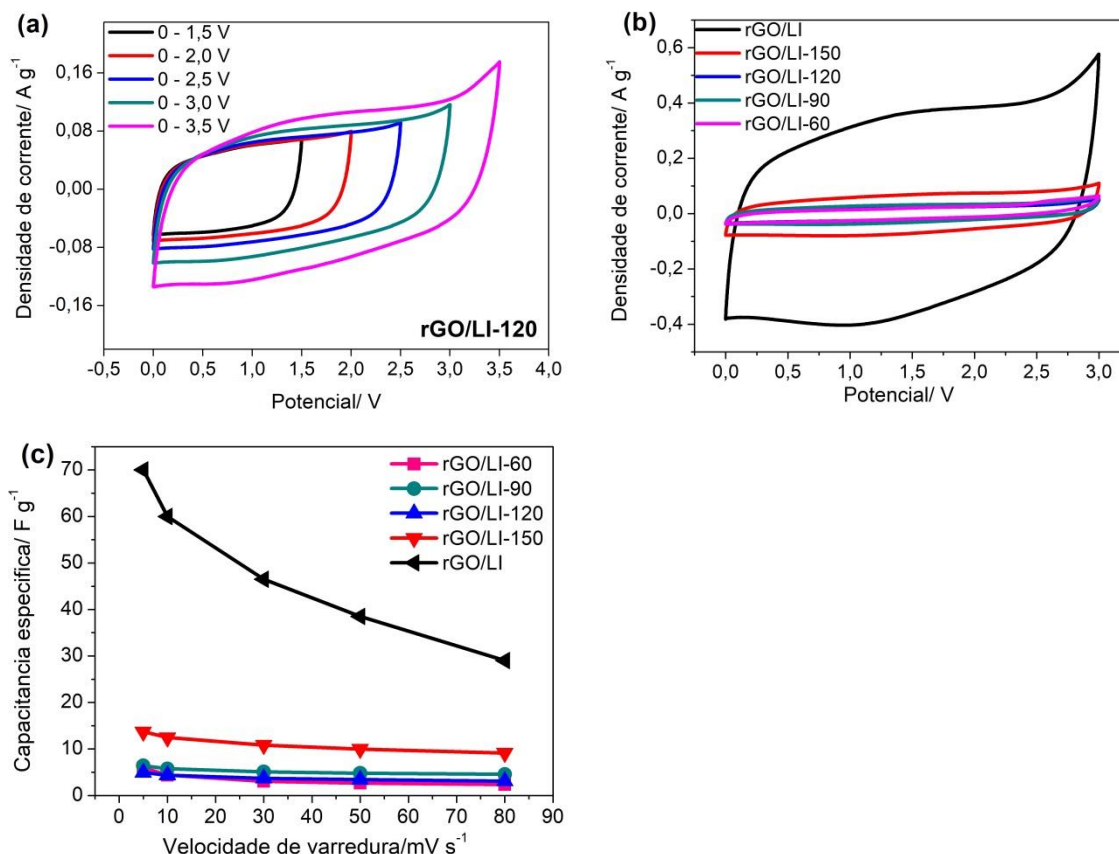 (a)
0 - 1,5 V
0 - 2,0 V
0 - 2,5 V
0 - 3,0 V
0 - 3,5 V
Densidade de corrente/ A g⁻¹
0,16
0,08
0,00
-0,08
-0,16
rGO/LI-120
-0,5 0,0 0,5 1,0 1,5 2,0 2,5 3,0 3,5 4,0
Potencial/ V
(b)
rGO/LI
rGO/LI-150
rGO/LI-120
rGO/LI-90
rGO/LI-60
Densidade de corrente/ A g⁻¹
0,6
0,4
0,2
0,0
-0,2
-0,4
0,0 0,5 1,0 1,5 2,0 2,5 3,0
Potencial/ V
(c)
rGO/LI-60
rGO/LI-90
rGO/LI-120
rGO/LI-150
rGO/LI
Capacitancia especifica/ F g⁻¹
70
60
50
40
30
20
10
0
0 10 20 30 40 50 60 70 80 90
Velocidade de varredura/mV s⁻¹